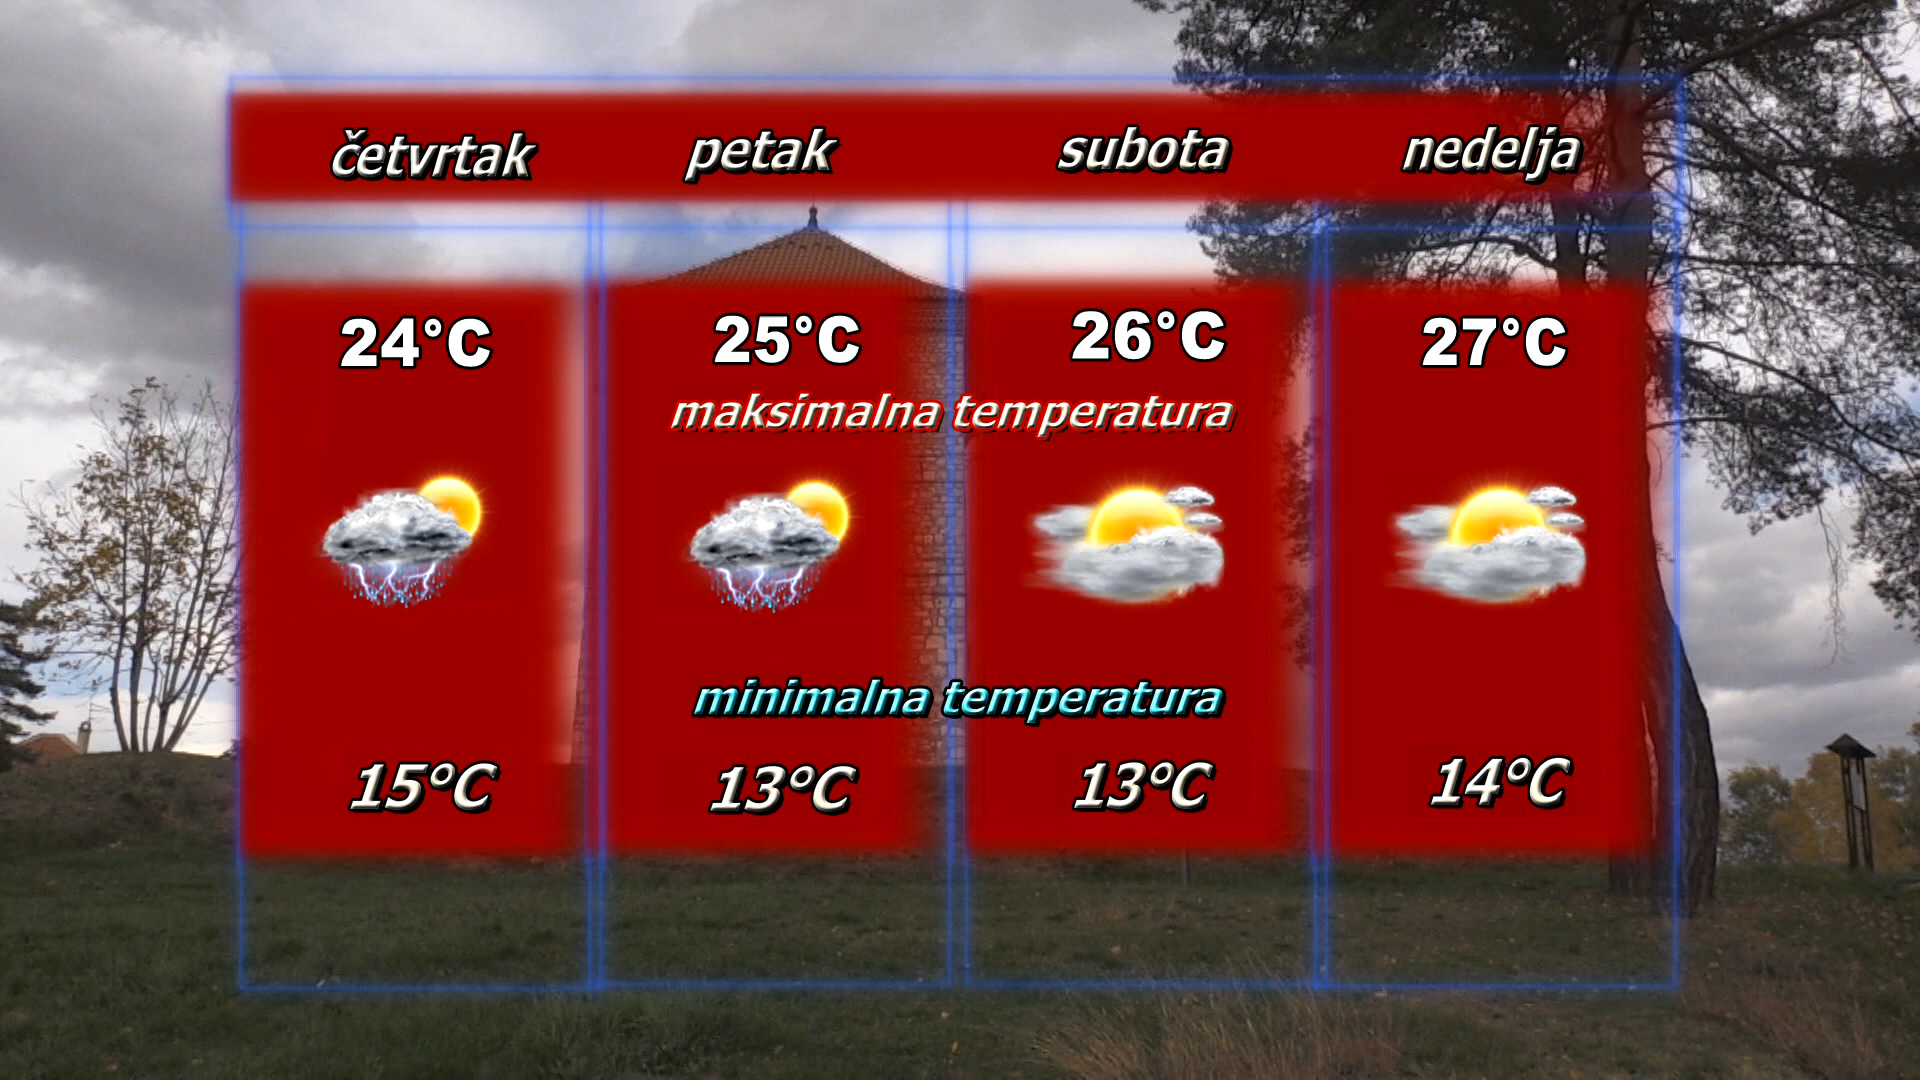 četvrtak petak subota nedelja
24°C 25°C 26°C 27°C
maksimalna temperatura
minimalna temperatura
15°C 13°C 13°C 14°C